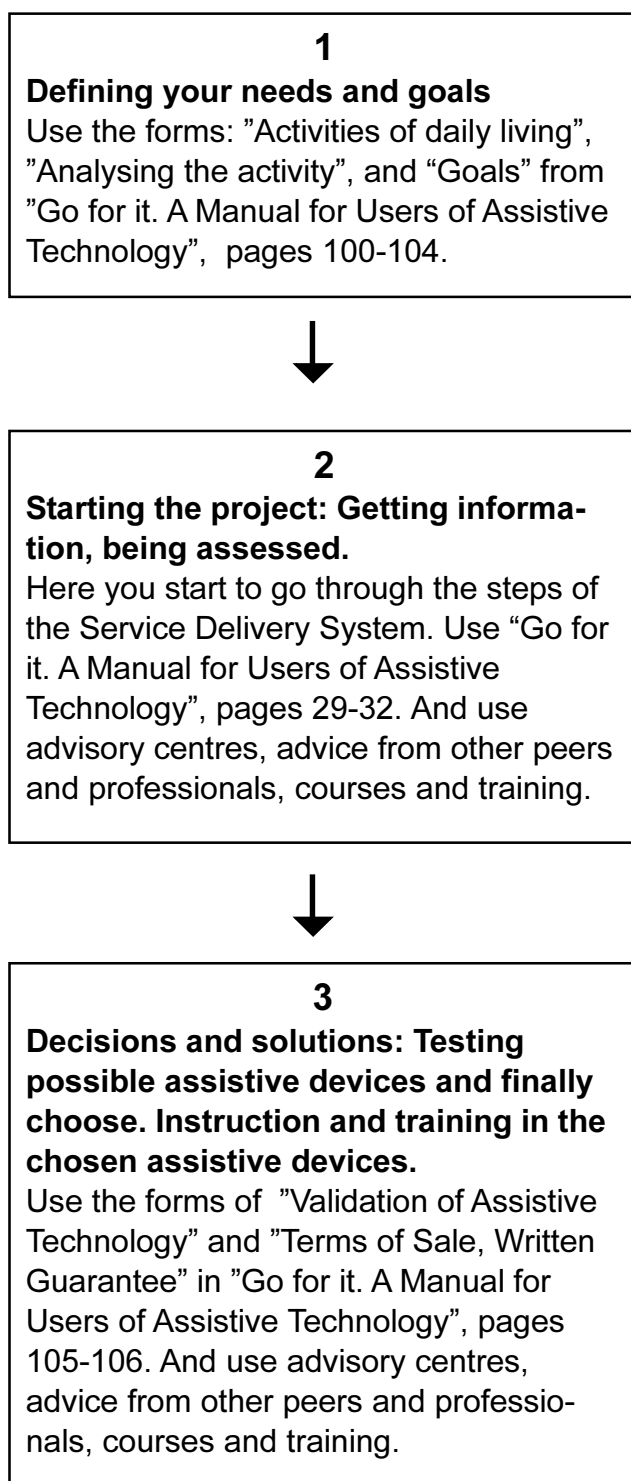 1
Defining your needs and goals
Use the forms: ”Activities of daily living”,
”Analysing the activity”, and “Goals” from
”Go for it. A Manual for Users of Assistive
Technology”,  pages 100-104.
2
Starting the project: Getting informa-
tion, being assessed.
Here you start to go through the steps of
the Service Delivery System. Use “Go for
it. A Manual for Users of Assistive
Technology”, pages 29-32. And use
advisory centres, advice from other peers
and professionals, courses and training.
3
Decisions and solutions: Testing
possible assistive devices and finally
choose. Instruction and training in the
chosen assistive devices.
Use the forms of  ”Validation of Assistive
Technology” and ”Terms of Sale, Written
Guarantee” in ”Go for it. A Manual for
Users of Assistive Technology”, pages
105-106. And use advisory centres,
advice from other peers and professio-
nals, courses and training.